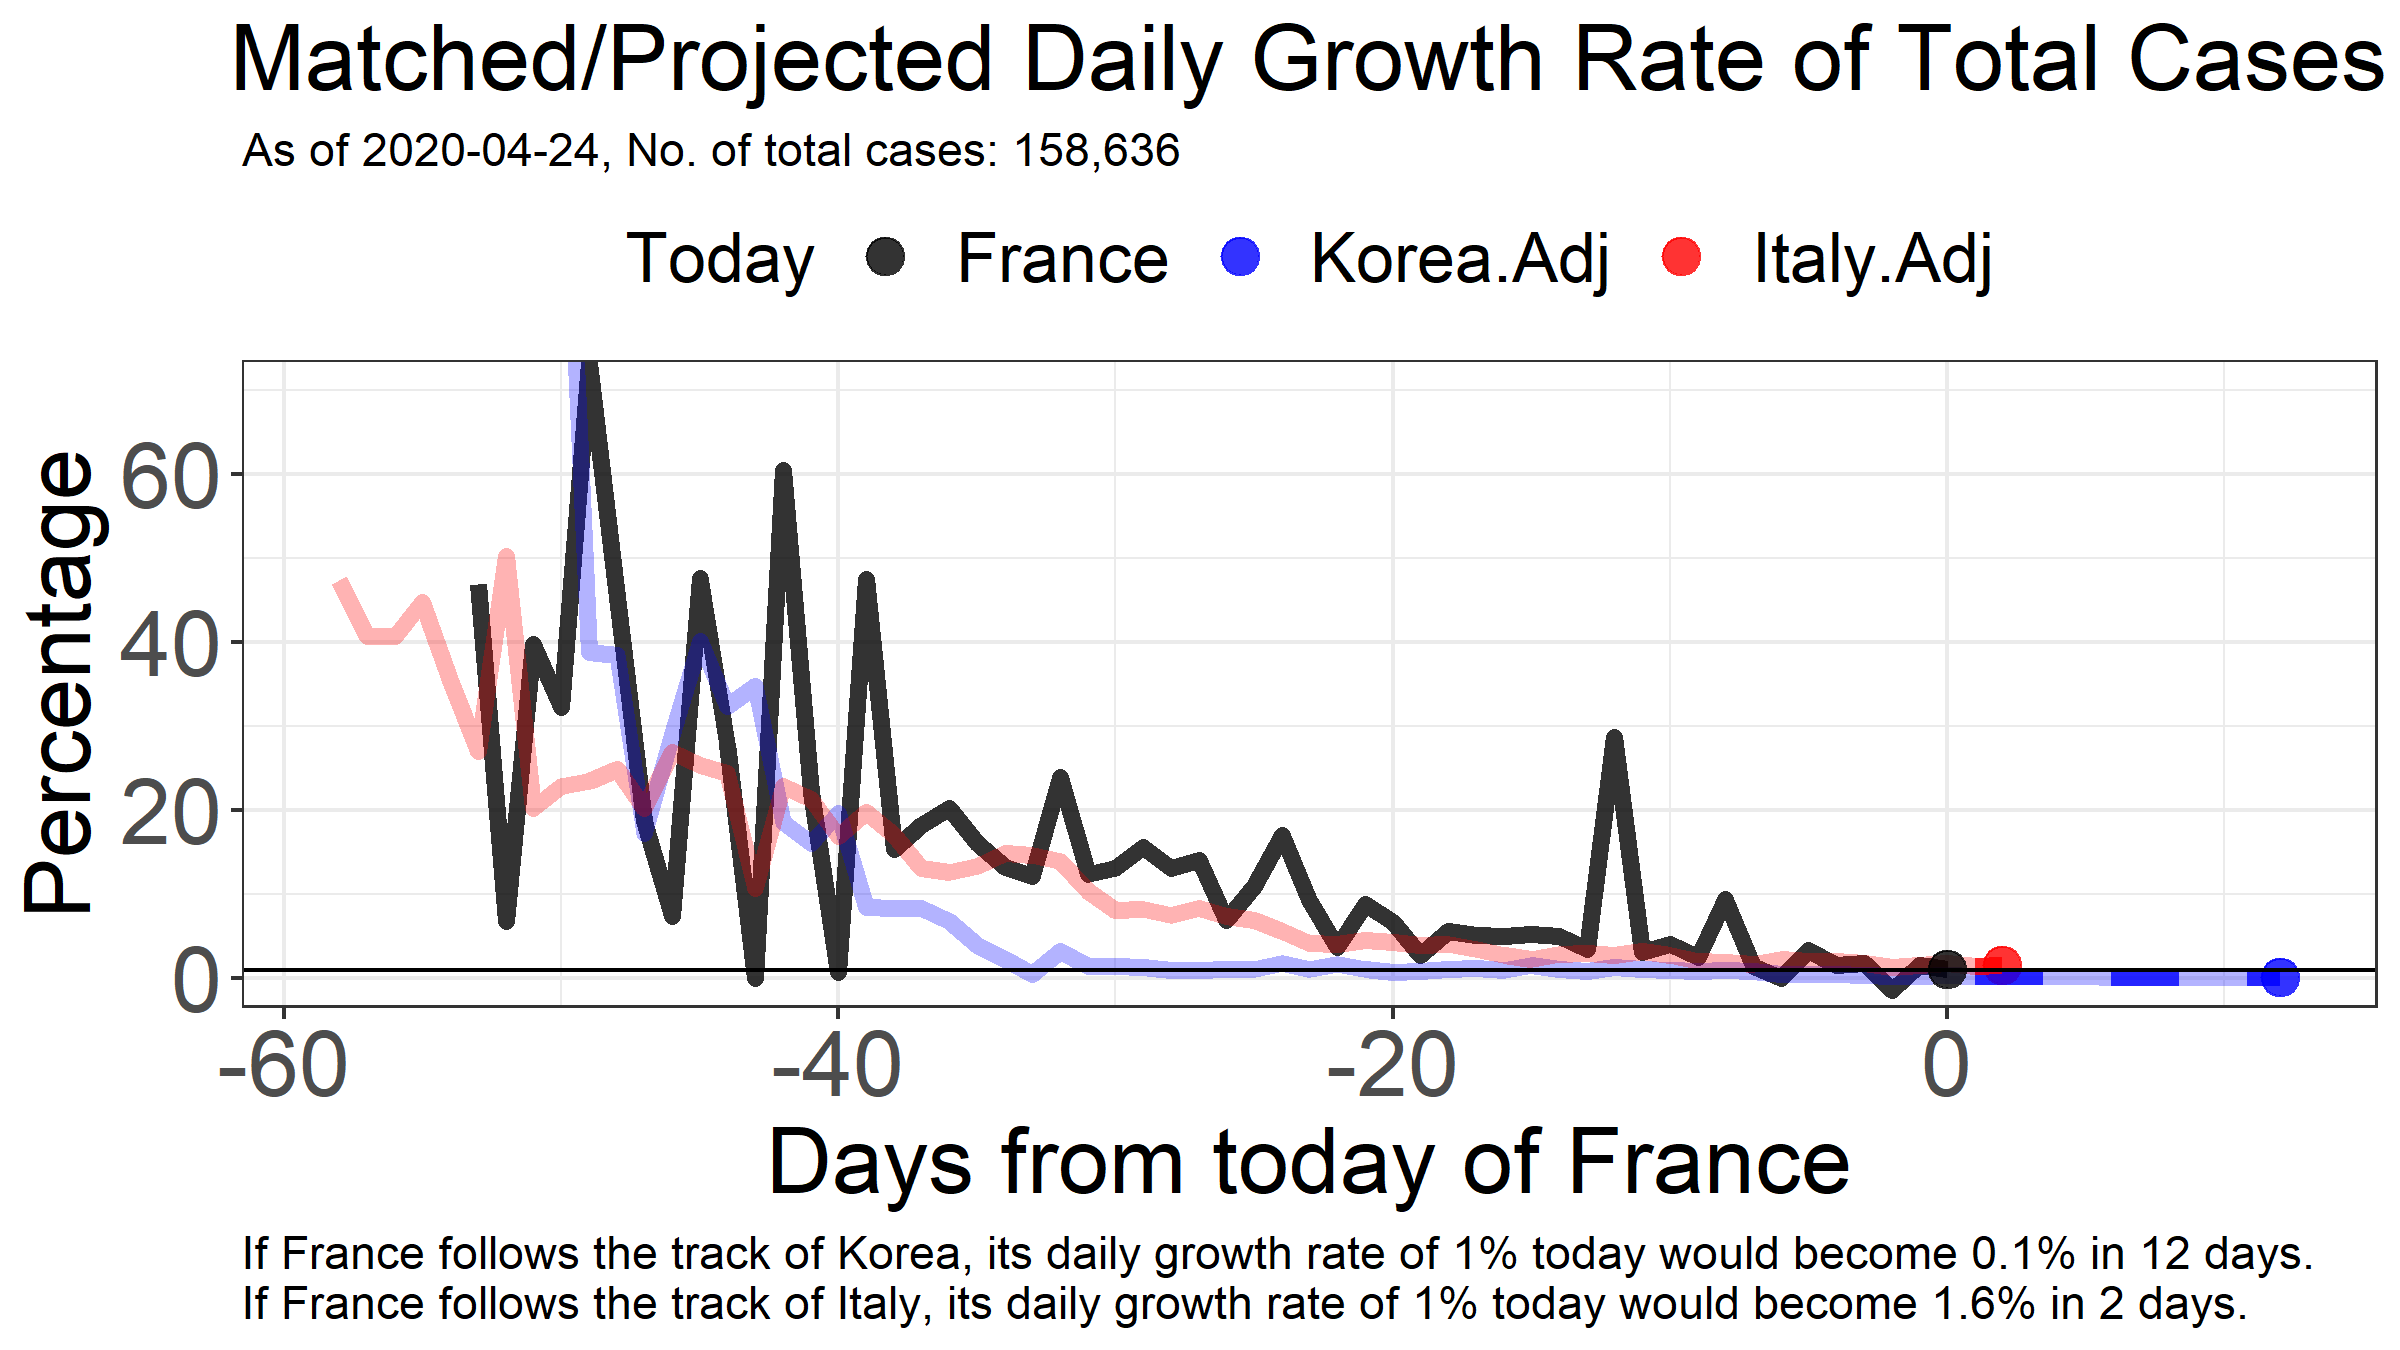 Matched/Projected Daily Growth Rate of Total Cases
As of 2020-04-24, No. of total cases: 158,636
Today France Korea.Adj Italy.Adj
Percentage
60
40
20
0
-60 -40 -20 0
Days from today of France
If France follows the track of Korea, its daily growth rate of 1% today would become 0.1% in 12 days.
If France follows the track of Italy, its daily growth rate of 1% today would become 1.6% in 2 days.